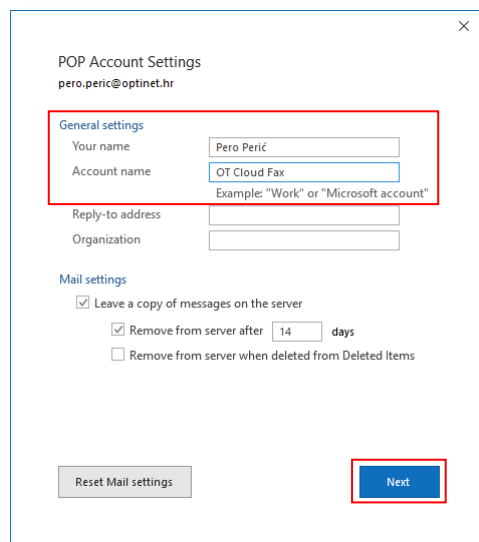 POP Account Settings
pero.peric@optinet.hr
General settings
Your name Pero Perić
Account name OT Cloud Fax
Example: "Work" or "Microsoft account"
Reply-to address
Organization
Mail settings
Leave a copy of messages on the server
Remove from server after 14 days
Remove from server when deleted from Deleted Items
Reset Mail settings Next